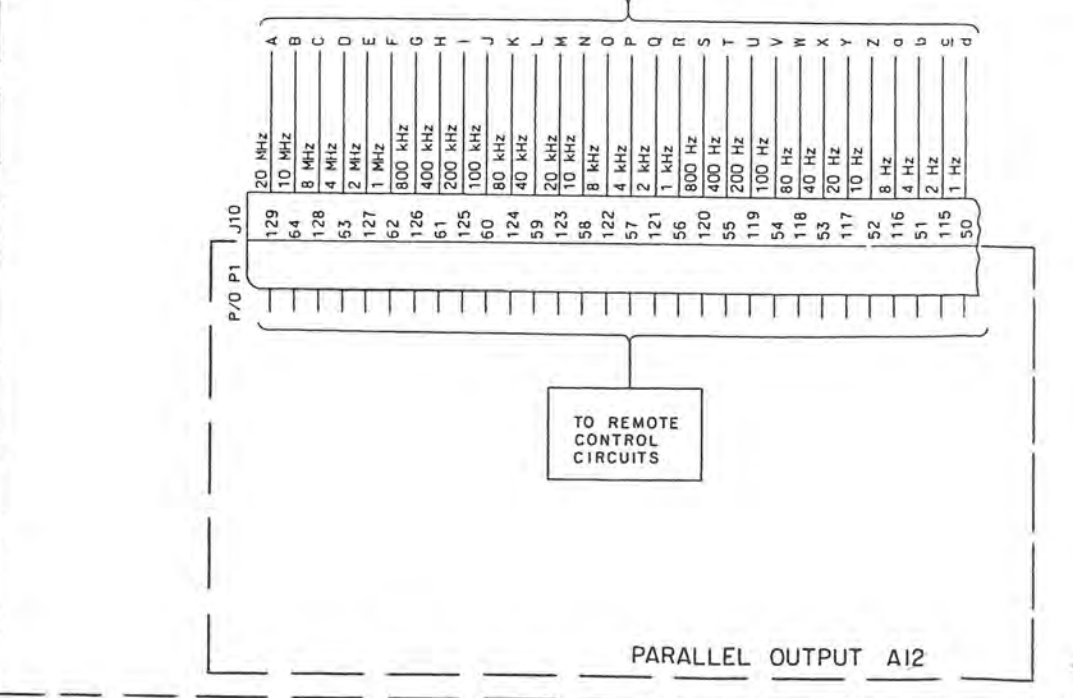 129 20 MHz A
64 10 MHz B
128 8 MHz C
63 4 MHz D
127 2 MHz E
62 1 MHz F
126 800 kHz G
61 400 kHz H
125 200 kHz I
60 100 kHz J
124 80 kHz K
59 40 kHz L
123 20 kHz M
58 10 kHz N
122 8 kHz O
57 4 kHz P
121 2 kHz Q
56 1 kHz R
120 800 Hz S
55 400 Hz T
119 200 Hz U
54 100 Hz V
118 80 Hz W
53 40 Hz X
117 20 Hz Y
52 10 Hz Z
116 8 Hz a
51 4 Hz b
115 2 Hz c
50 1 Hz d
P/O P1 J10
TO REMOTE
CONTROL
CIRCUITS
PARALLEL OUTPUT A12